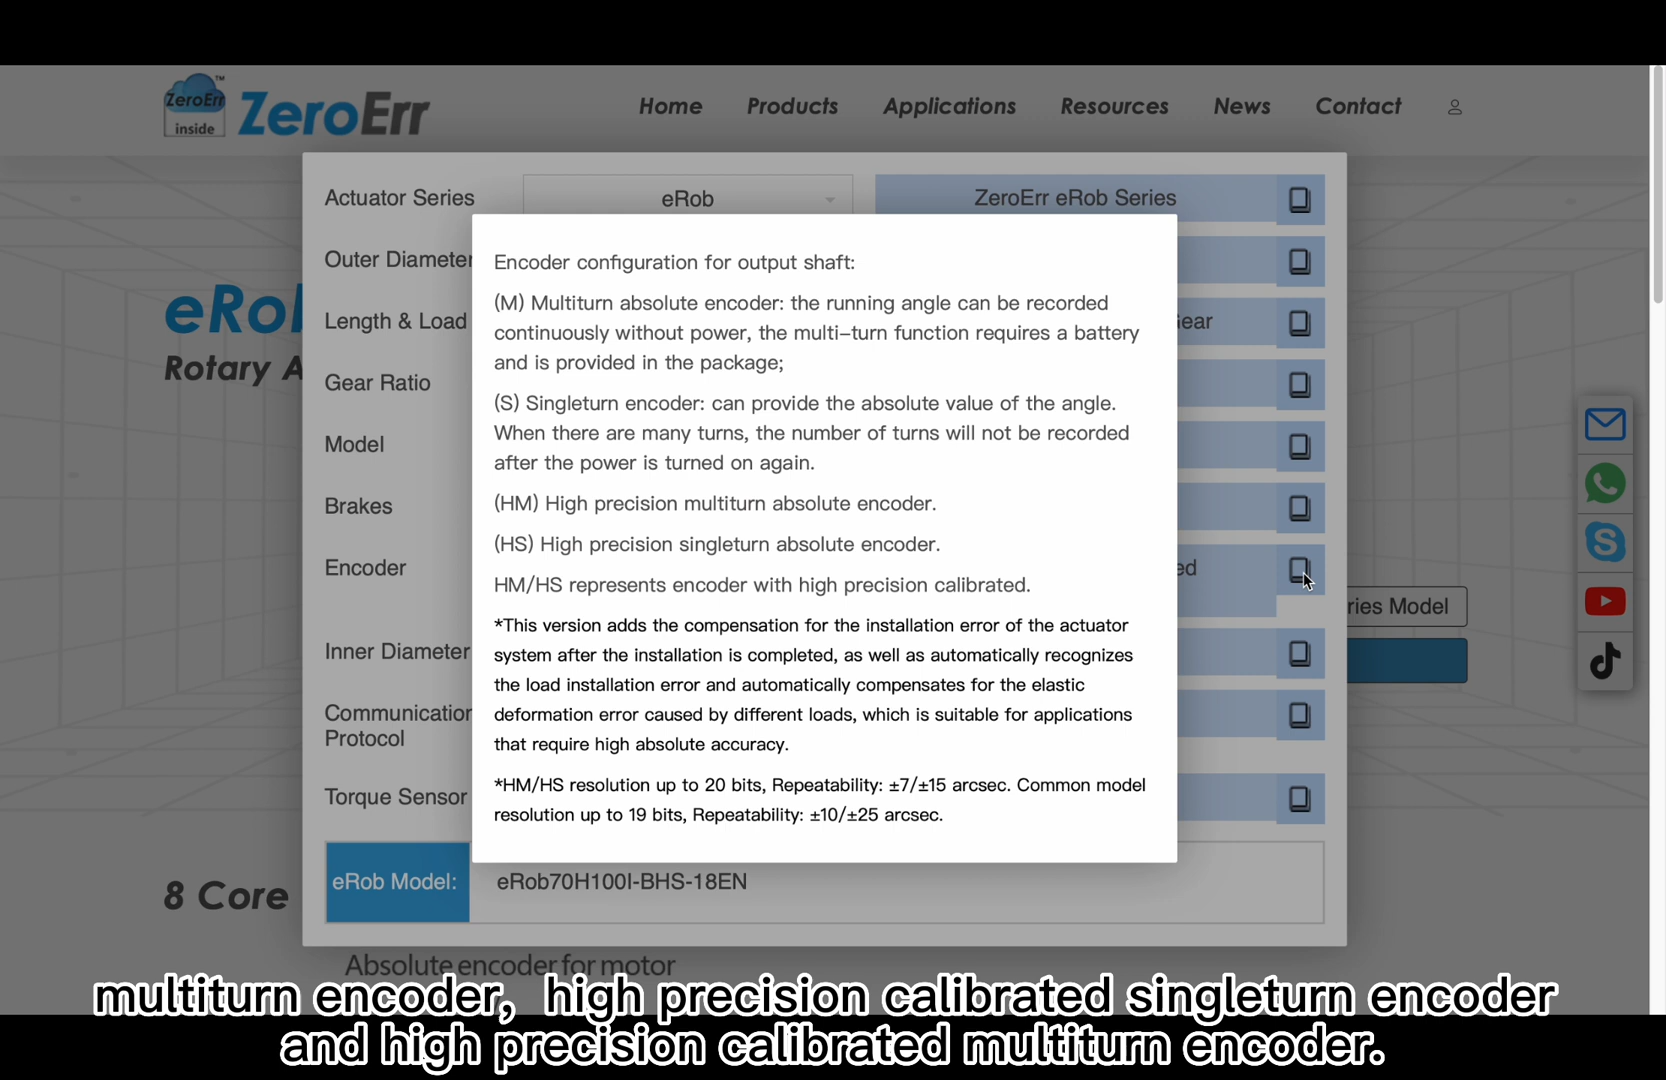 ZeroErr™
inside
ZeroErr
Home
Products
Applications
Resources
News
Contact
Actuator Series
eRob
ZeroErr eRob Series
Outer Diameter
Length & Load
Gear Ratio
Model
Brakes
Encoder
Inner Diameter
Communication
Protocol
Torque Sensor
Encoder configuration for output shaft:
(M) Multiturn absolute encoder: the running angle can be recorded
continuously without power, the multi-turn function requires a battery
and is provided in the package;
(S) Singleturn encoder: can provide the absolute value of the angle.
When there are many turns, the number of turns will not be recorded
after the power is turned on again.
(HM) High precision multiturn absolute encoder.
(HS) High precision singleturn absolute encoder.
HM/HS represents encoder with high precision calibrated.
*This version adds the compensation for the installation error of the actuator
system after the installation is completed, as well as automatically recognizes
the load installation error and automatically compensates for the elastic
deformation error caused by different loads, which is suitable for applications
that require high absolute accuracy.
*HM/HS resolution up to 20 bits, Repeatability: ±7/±15 arcsec. Common model
resolution up to 19 bits, Repeatability: ±10/±25 arcsec.
ed
ries Model
eRob Model:
eRob70H100I-BHS-18EN
eRob
Rotary A
8 Core
Absolute encoder for motor
multiturn encoder, high precision calibrated singleturn encoder
and high precision calibrated multiturn encoder.